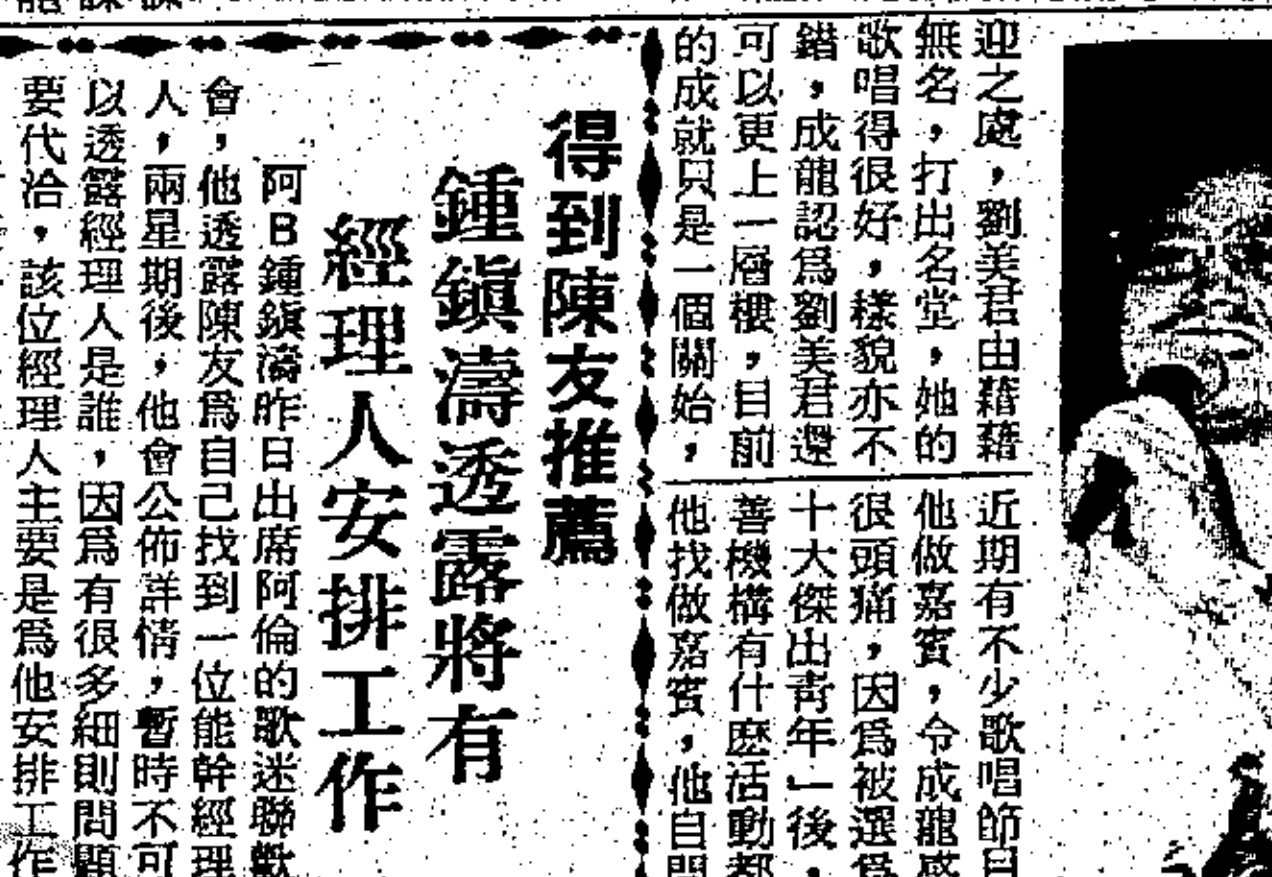 迎之處，劉美君由藉藉
無名，打出名堂，她的
歌唱得很好，樣貌亦不
錯，成龍認爲劉美君還
可以更上一層樓，目前
的成就只是一個開始，
近期有不少歌唱節目
他做嘉賓，令成龍感
很頭痛，因爲被選爲
十大傑出青年」後，
善機構有什麽活動都
他找做嘉賓，他自問
得到陳友推薦
鍾鎮濤透露將有
經理人安排工作
阿B鍾鎮濤昨日出席阿倫的歌迷聯歡
會，他透露陳友爲自己找到一位能幹經理
人，兩星期後，他會公佈詳情，暫時不可
以透露經理人是誰，因爲有很多細則問題
要代洽，該位經理人主要是爲他安排工作